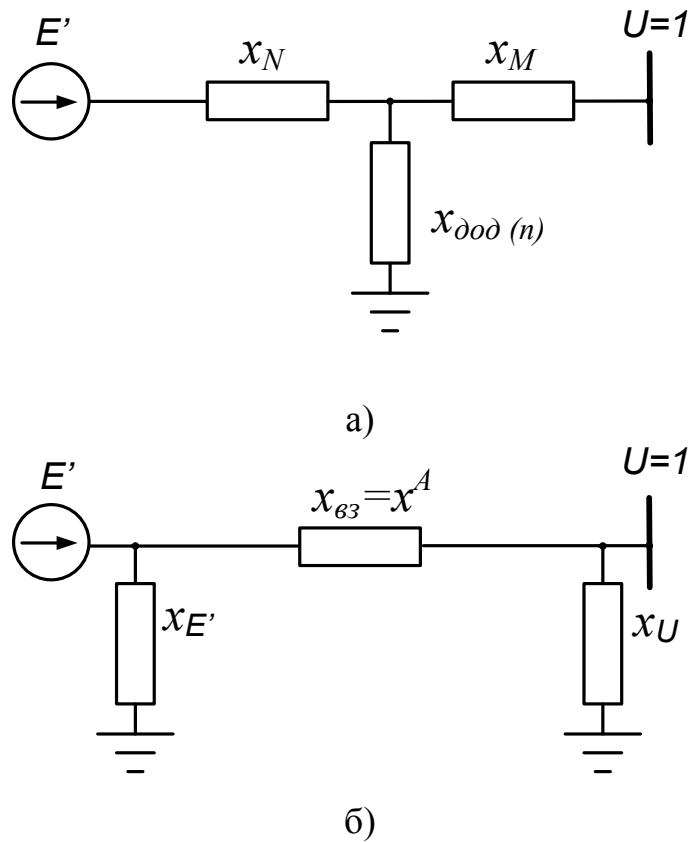 E’ U=1
x_N x_M
x_дод (n)
а)
E’ U=1
x_вз=x^A
x_E’ x_U
б)